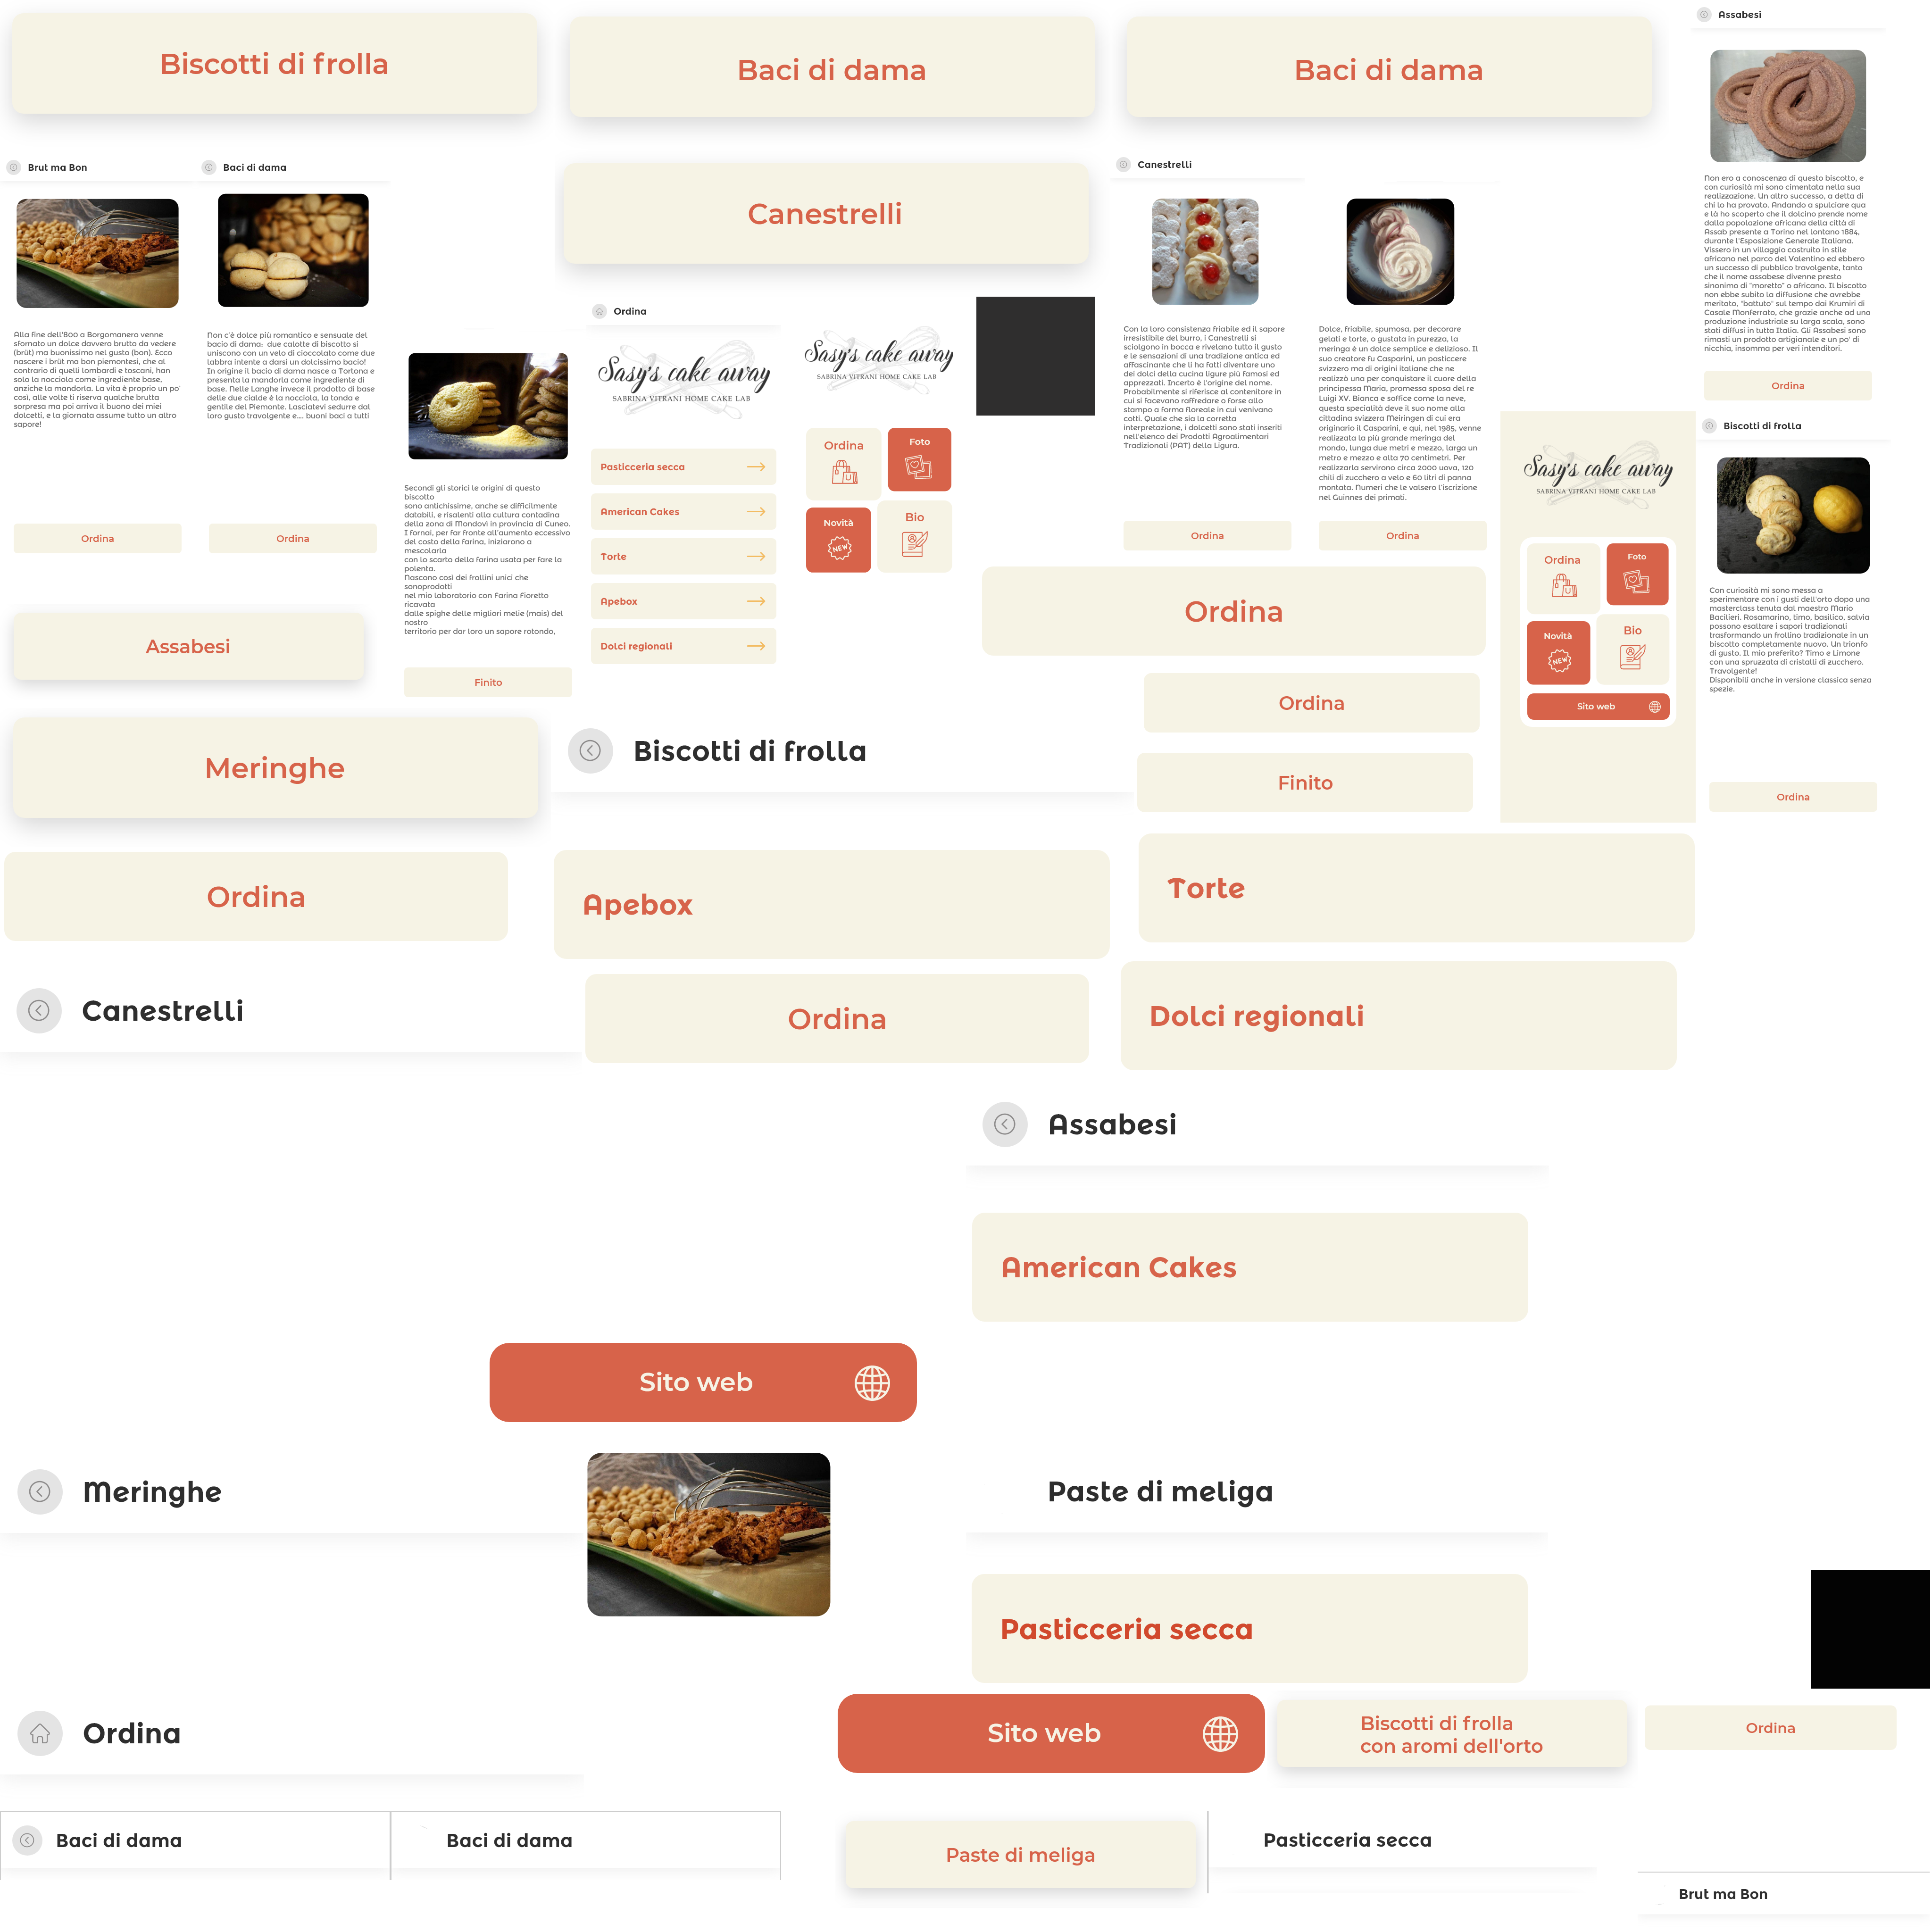 Biscotti di frolla
Baci di dama
Baci di dama
Assabesi
Non ero a conoscenza di questo biscotto, e
con curiosità mi sono cimentata nella sua
realizzazione. Un altro successo, a detta di
chi lo ha provato. Andando a spulciare qua
e là ho scoperto che il dolcino prende nome
dalla popolazione africana della città di
Assab presente a Torino nel lontano 1884,
durante l'Esposizione Generale Italiana.
Vissero in un villaggio costruito in stile
africano nel parco del Valentino ed ebbero
un successo di pubblico travolgente, tanto
che il nome assabese divenne presto
sinonimo di "moretto" o africano. Il biscotto
non ebbe subito la diffusione che avrebbe
meritato, "battuto" sul tempo dai Krumiri di
Casale Monferrato, che grazie anche ad una
produzione industriale su larga scala, sono
stati diffusi in tutta Italia. Gli Assabesi sono
rimasti un prodotto artigianale e un po' di
nicchia, insomma per veri intenditori.
Ordina
Brut ma Bon
Alla fine dell'800 a Borgomanero venne
sfornato un dolce davvero brutto da vedere
(brüt) ma buonissimo nel gusto (bon). Ecco
nascere i brüt ma bon piemontesi, che al
contrario di quelli lombardi e toscani, han
solo la nocciola come ingrediente base,
anziche la mandorla. La vita è proprio un po'
così, alle volte ti riserva qualche brutta
sorpresa ma poi arriva il buono dei miei
dolcetti, e la giornata assume tutto un altro
sapore!
Ordina
Baci di dama
Non c'è dolce più romantico e sensuale del
bacio di dama: due calotte di biscotto si
uniscono con un velo di cioccolato come due
labbra intente a darsi un dolcissimo bacio!
In origine il bacio di dama nasce a Tortona e
presenta la mandorla come ingrediente di
base. Nelle Langhe invece il prodotto di base
delle due cialde è la nocciola, la tonda e
gentile del Piemonte. Lasciatevi sedurre dal
loro gusto travolgente e.... buoni baci a tutti
Ordina
Secondi gli storici le origini di questo
biscotto
sono antichissime, anche se difficilmente
databili, e risalenti alla cultura contadina
della zona di Mondovì in provincia di Cuneo.
I fornai, per far fronte all'aumento eccessivo
del costo della farina, iniziarono a
mescolarla
con lo scarto della farina usata per fare la
polenta.
Nascono così dei frollini unici che
sonoprodotti
nel mio laboratorio con Farina Fioretto
ricavata
dalle spighe delle migliori melie (mais) del
nostro
territorio per dar loro un sapore rotondo,
Finito
Canestrelli
Ordina
Sasy's cake away
SABRINA VITRANI HOME CAKE LAB
Pasticceria secca
American Cakes
Torte
Apebox
Dolci regionali
Sasy's cake away
SABRINA VITRANI HOME CAKE LAB
Ordina
Foto
Novità
NEW
Bio
Canestrelli
Con la loro consistenza friabile ed il sapore
irresistibile del burro, i Canestrelli si
sciolgono in bocca e rivelano tutto il gusto
e le sensazioni di una tradizione antica ed
affascinante che li ha fatti diventare uno
dei dolci della cucina ligure più famosi ed
apprezzati. Incerto è l'origine del nome.
Probabilmente si riferisce al contenitore in
cui si facevano raffredare o forse allo
stampo a forma floreale in cui venivano
cotti. Quale che sia la corretta
interpretazione, i dolcetti sono stati inseriti
nell'elenco dei Prodotti Agroalimentari
Tradizionali (PAT) della Ligura.
Ordina
Dolce, friabile, spumosa, per decorare
gelati e torte, o gustata in purezza, la
meringa è un dolce semplice e delizioso. Il
suo creatore fu Casparini, un pasticcere
svizzero ma di origini italiane che ne
realizzò una per conquistare il cuore della
principessa Maria, promessa sposa del re
Luigi XV. Bianca e soffice come la neve,
questa specialità deve il suo nome alla
cittadina svizzera Meiringen di cui era
originario il Casparini, e qui, nel 1985, venne
realizzata la più grande meringa del
mondo, lunga due metri e mezzo, larga un
metro e mezzo e alta 70 centimetri. Per
realizzarla servirono circa 2000 uova, 120
chili di zucchero a velo e 60 litri di panna
montata. Numeri che le valsero l'iscrizione
nel Guinnes dei primati.
Ordina
Sasy's cake away
SABRINA VITRANI HOME CAKE LAB
Ordina
Foto
Novità
NEW
Bio
Sito web
Biscotti di frolla
Con curiosità mi sono messa a
sperimentare con i gusti dell'orto dopo una
masterclass tenuta dal maestro Mario
Bacilieri. Rosamarino, timo, basilico, salvia
possono esaltare i sapori tradizionali
trasformando un frollino tradizionale in un
biscotto completamente nuovo. Un trionfo
di gusto. Il mio preferito? Timo e Limone
con una spruzzata di cristalli di zucchero.
Travolgente!
Disponibili anche in versione classica senza
spezie.
Ordina
Assabesi
Ordina
Ordina
Finito
Meringhe
Biscotti di frolla
Ordina
Apebox
Torte
Canestrelli
Ordina
Dolci regionali
Assabesi
American Cakes
Sito web
Meringhe
Paste di meliga
Pasticceria secca
Ordina
Sito web
Biscotti di frolla
con aromi dell'orto
Ordina
Baci di dama
Baci di dama
Paste di meliga
Pasticceria secca
Brut ma Bon